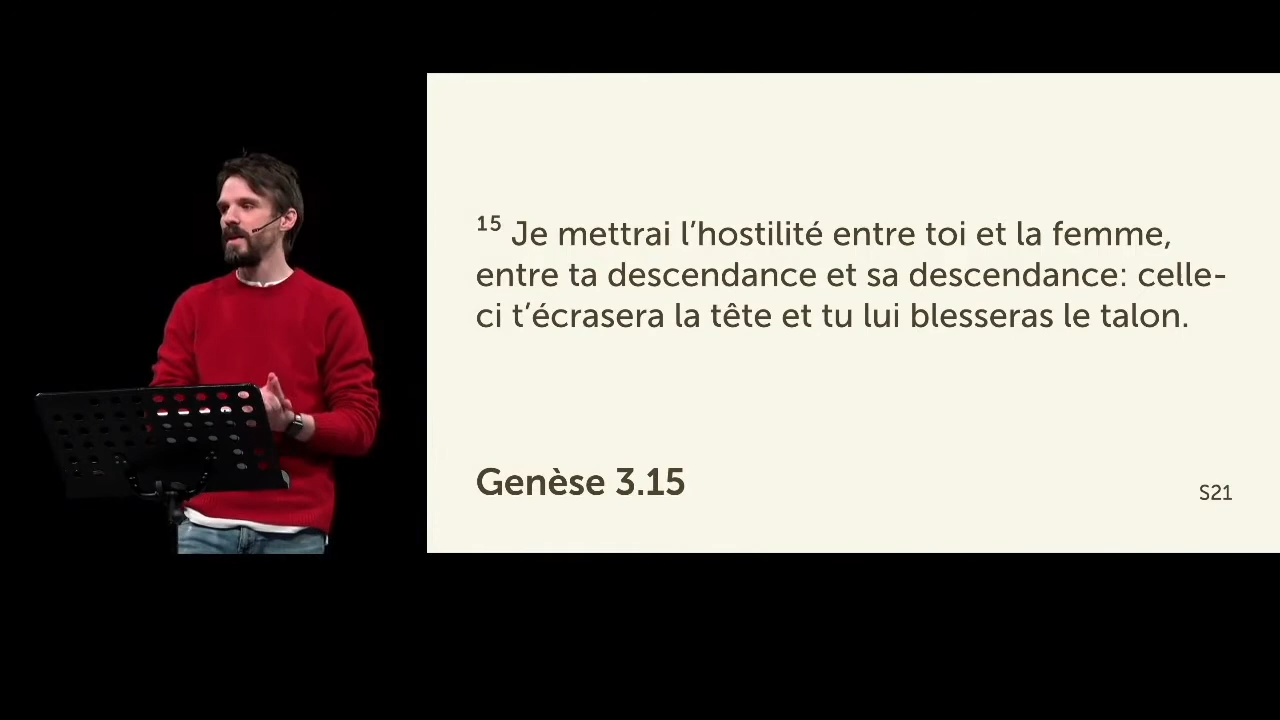 15 Je mettrai l’hostilité entre toi et la femme,
entre ta descendance et sa descendance: celle-
ci t’écrasera la tête et tu lui blesseras le talon.
Genèse 3.15
S21